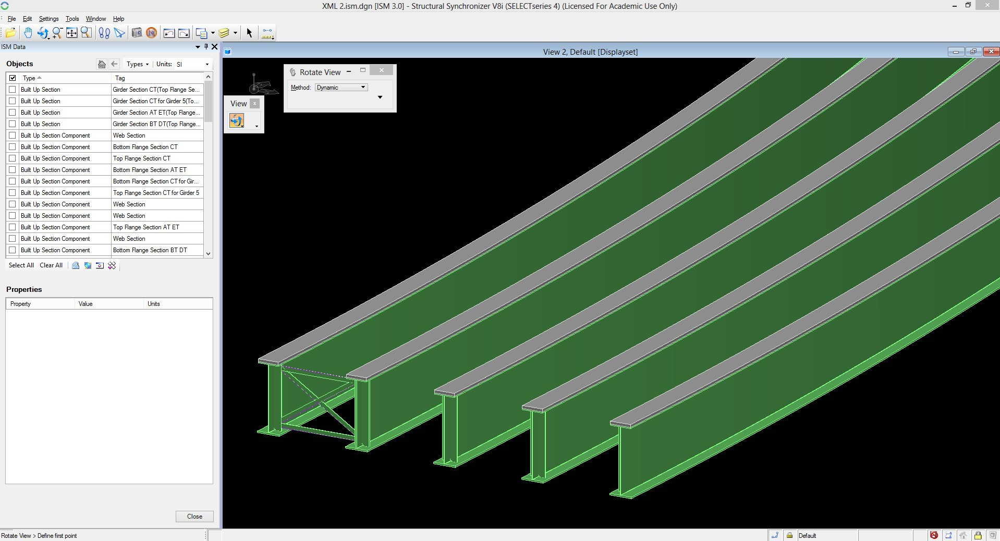 XML 2.ism.dgn [ISM 3.0] - Structural Synchronizer V8i (SELECTseries 4) (Licensed For Academic Use Only)
File Edit Settings Tools Window Help
ISM Data
View 2, Default [Displayset]
Objects Types Units: SI
Type Tag
Built Up Section Girder Section CT(Top Flange Se...
Built Up Section Girder Section CT for Girder 5(To...
Built Up Section Girder Section AT ET(Top Flange...
Built Up Section Girder Section BT DT(Top Flange...
Built Up Section Component Web Section
Built Up Section Component Bottom Flange Section CT
Built Up Section Component Top Flange Section CT
Built Up Section Component Bottom Flange Section AT ET
Built Up Section Component Bottom Flange Section CT for Gir...
Built Up Section Component Top Flange Section CT for Girder 5
Built Up Section Component Web Section
Built Up Section Component Web Section
Built Up Section Component Top Flange Section AT ET
Built Up Section Component Web Section
Built Up Section Component Bottom Flange Section BT DT
Select All Clear All
Properties
Property Value Units
Close
Rotate View
Method: Dynamic
View
Rotate View > Define first point
Default